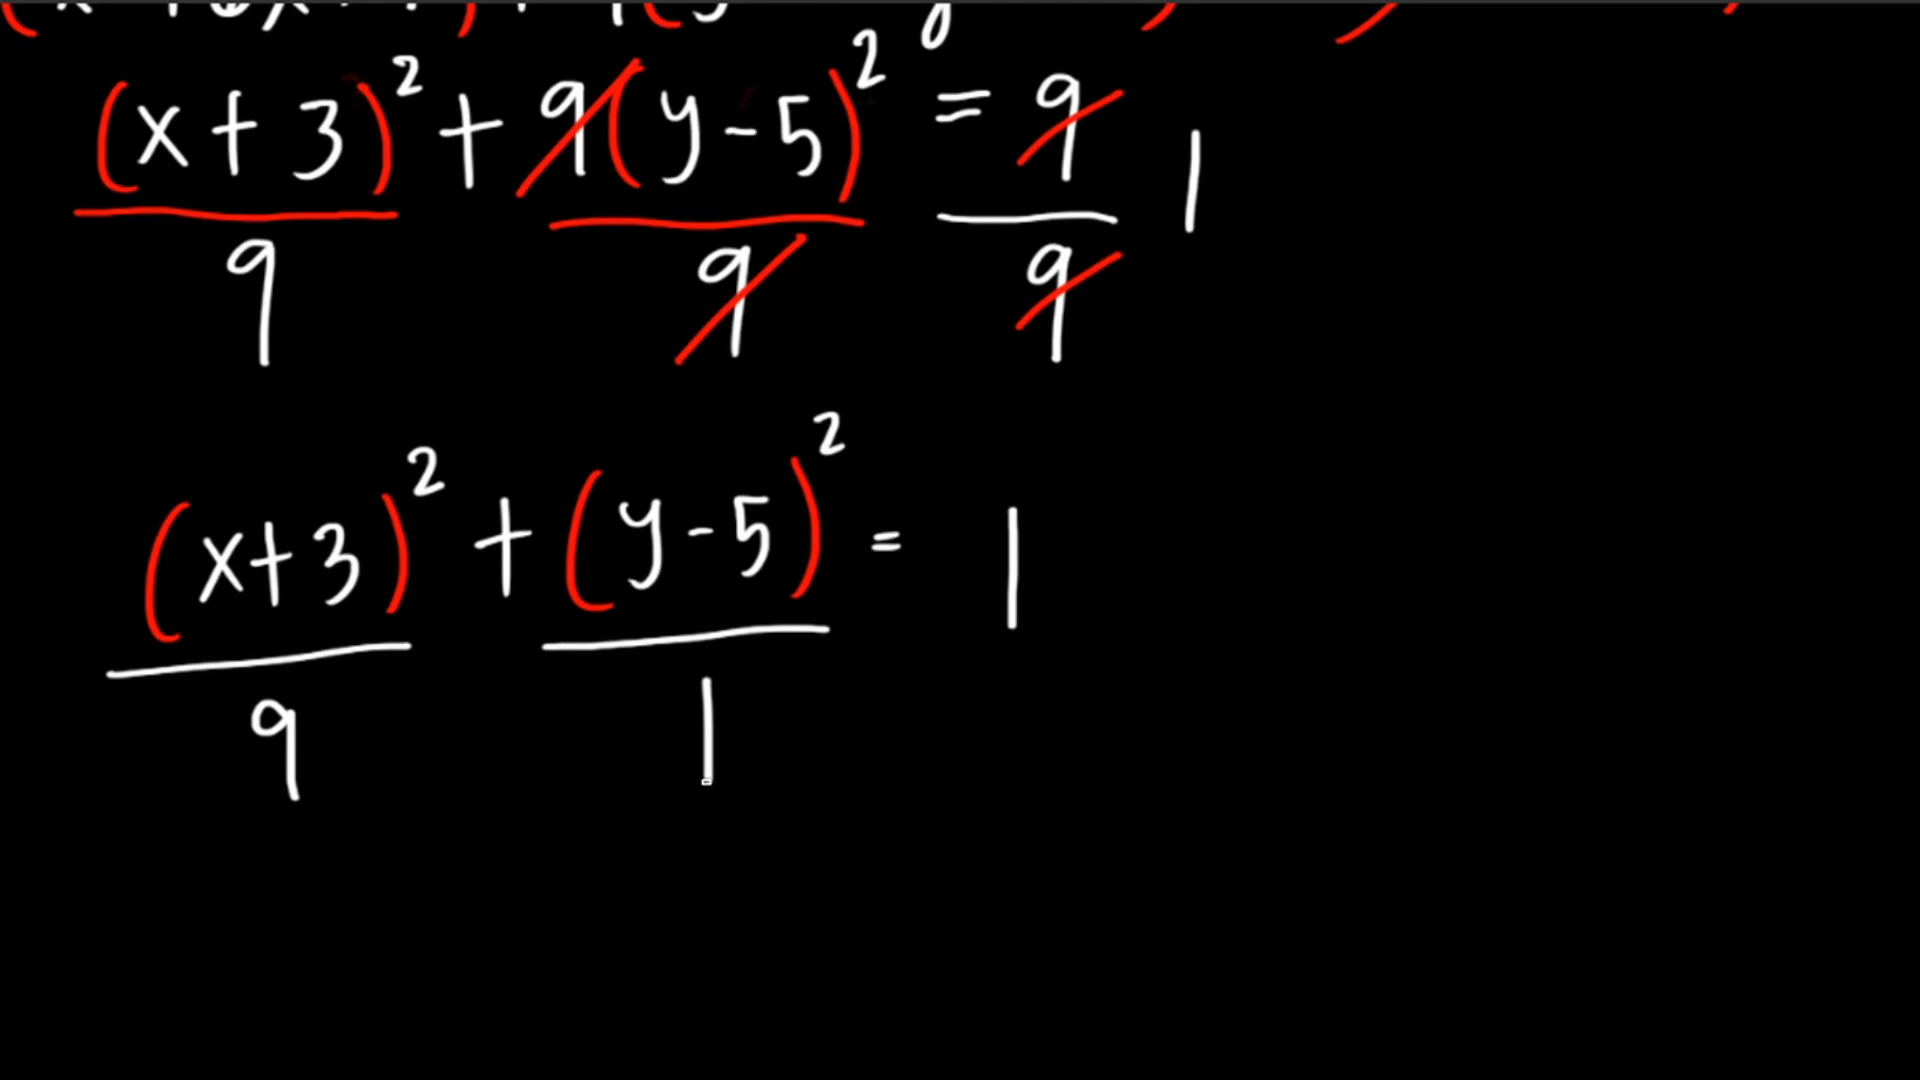 (x + 3)² + 9(y - 5)² = 9 1
9 9 9
(x+3)² + (y-5)² = 1
9 1